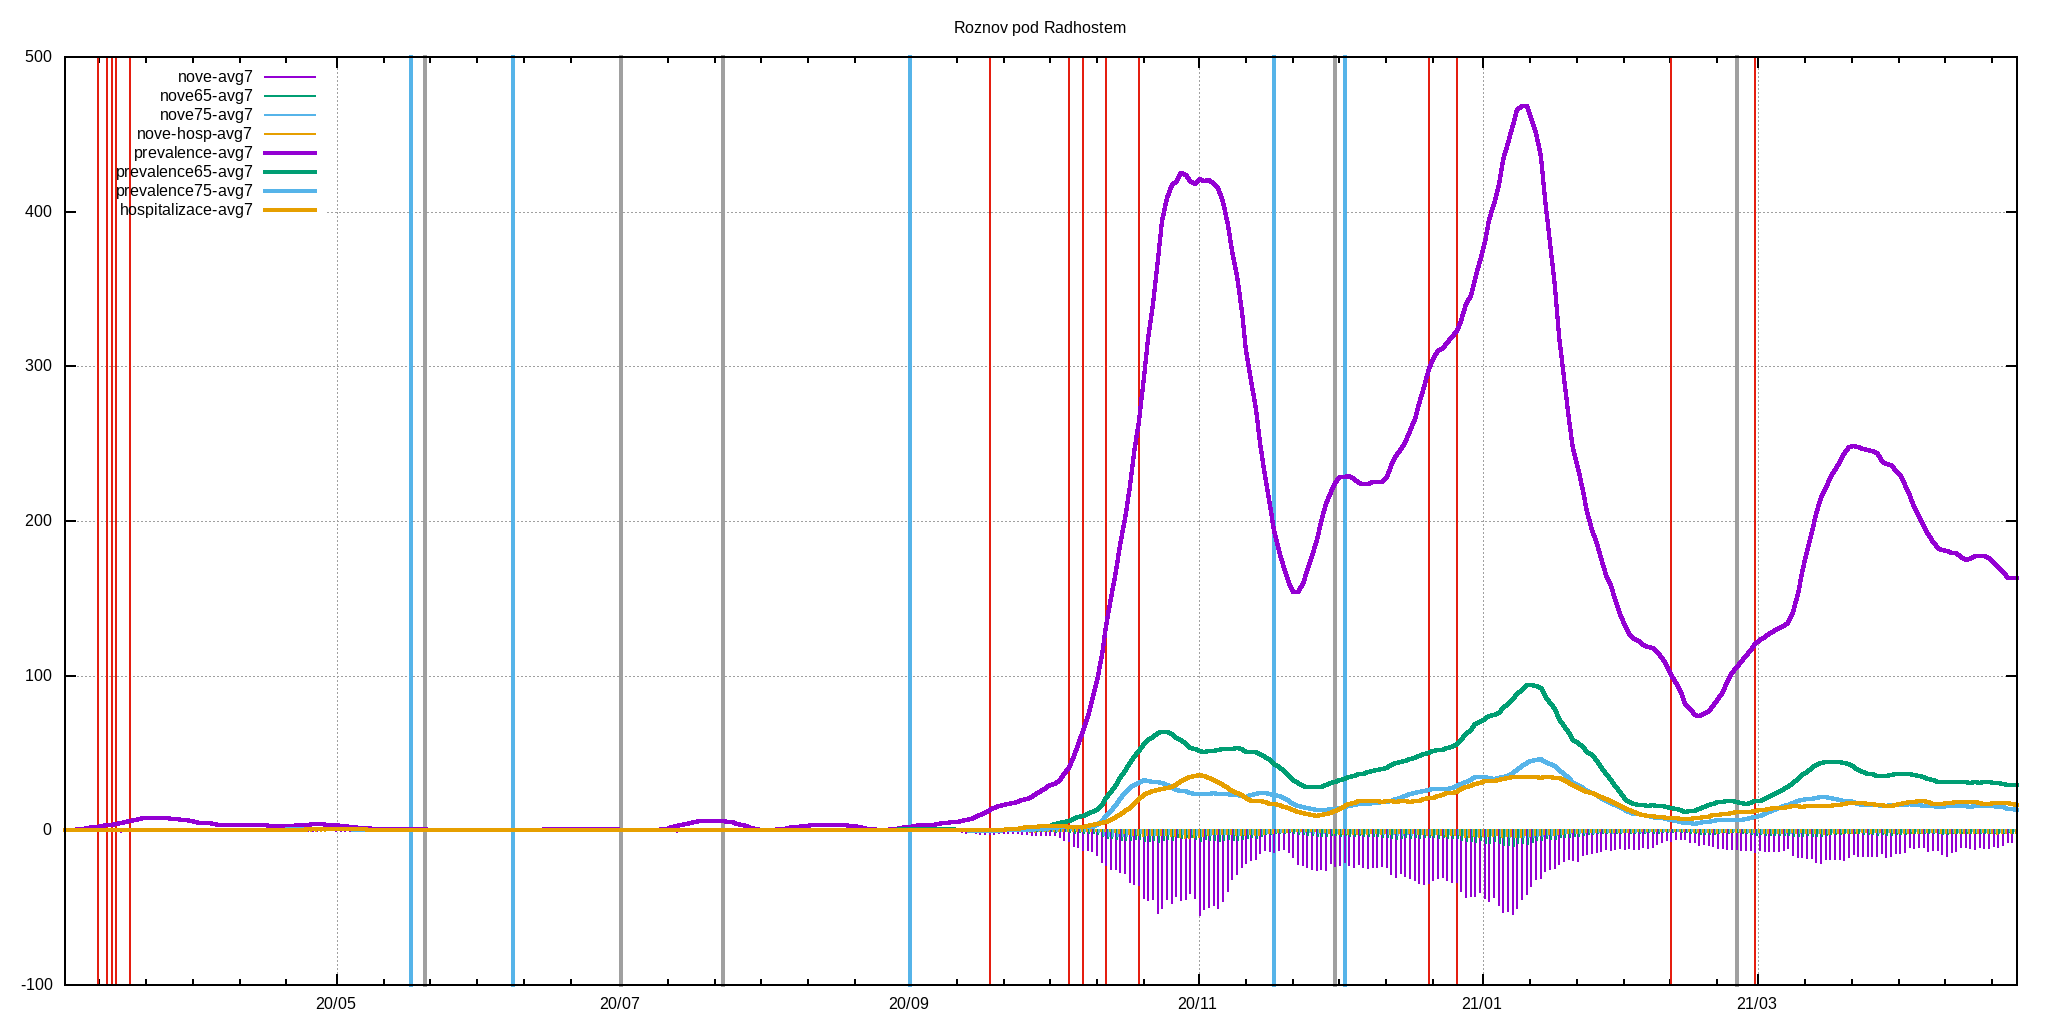 Roznov pod Radhostem
500
400
300
200
100
0
-100
nove-avg7
nove65-avg7
nove75-avg7
nove-hosp-avg7
prevalence-avg7
prevalence65-avg7
prevalence75-avg7
hospitalizace-avg7
20/05
20/07
20/09
20/11
21/01
21/03